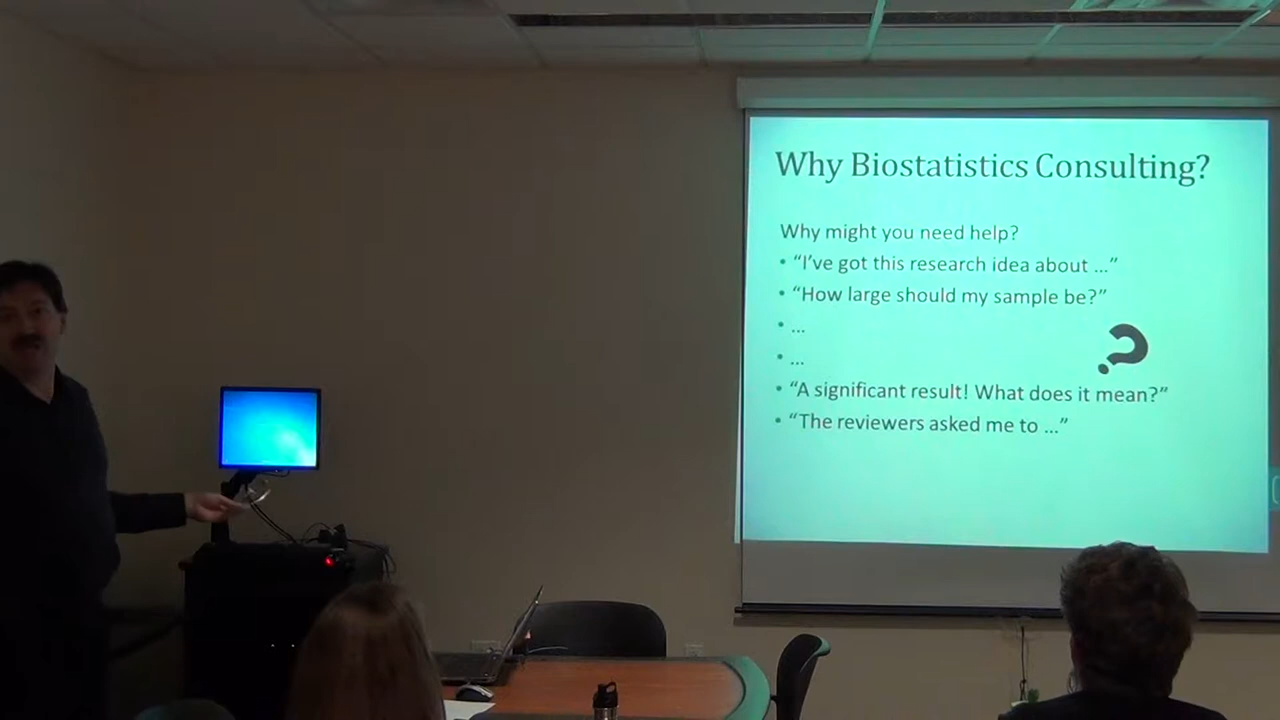 Why Biostatistics Consulting?
Why might you need help?
• “I’ve got this research idea about ...”
• “How large should my sample be?”
• ...
• ...
?
• “A significant result! What does it mean?”
• “The reviewers asked me to ...”